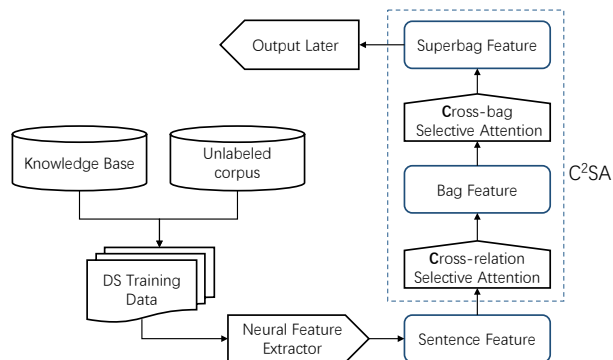 Output Later
Superbag Feature
Cross-bag
Selective Attention
Knowledge Base
Unlabeled
corpus
Bag Feature
C²SA
Cross-relation
Selective Attention
DS Training
Data
Neural Feature
Extractor
Sentence Feature